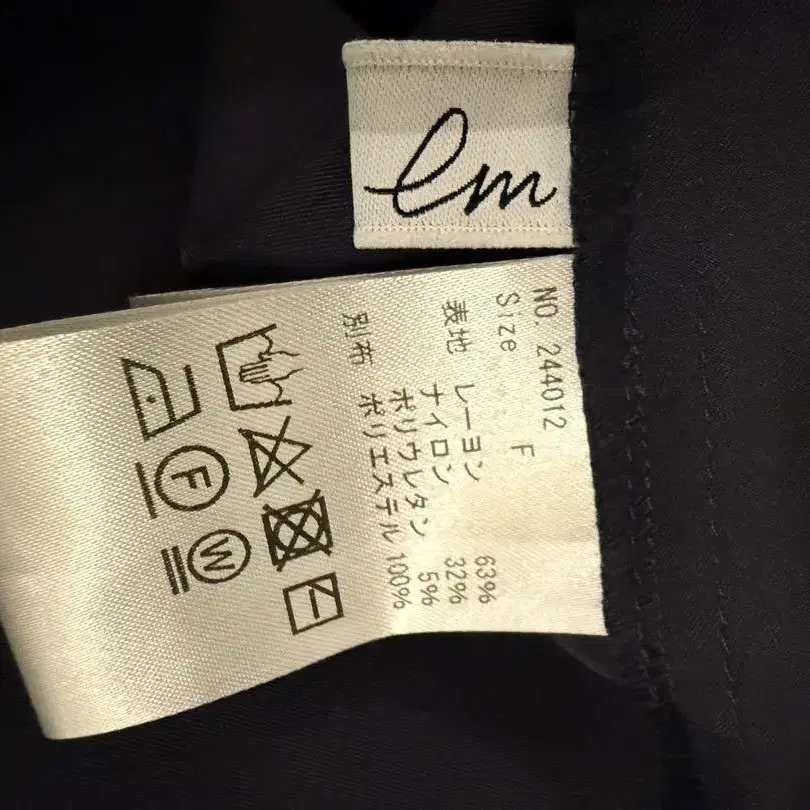 em
NO. 244012
Size F
表地 レーヨン 63%
ナイロン 32%
ポリウレタン 5%
別布 ポリエステル 100%
F
W